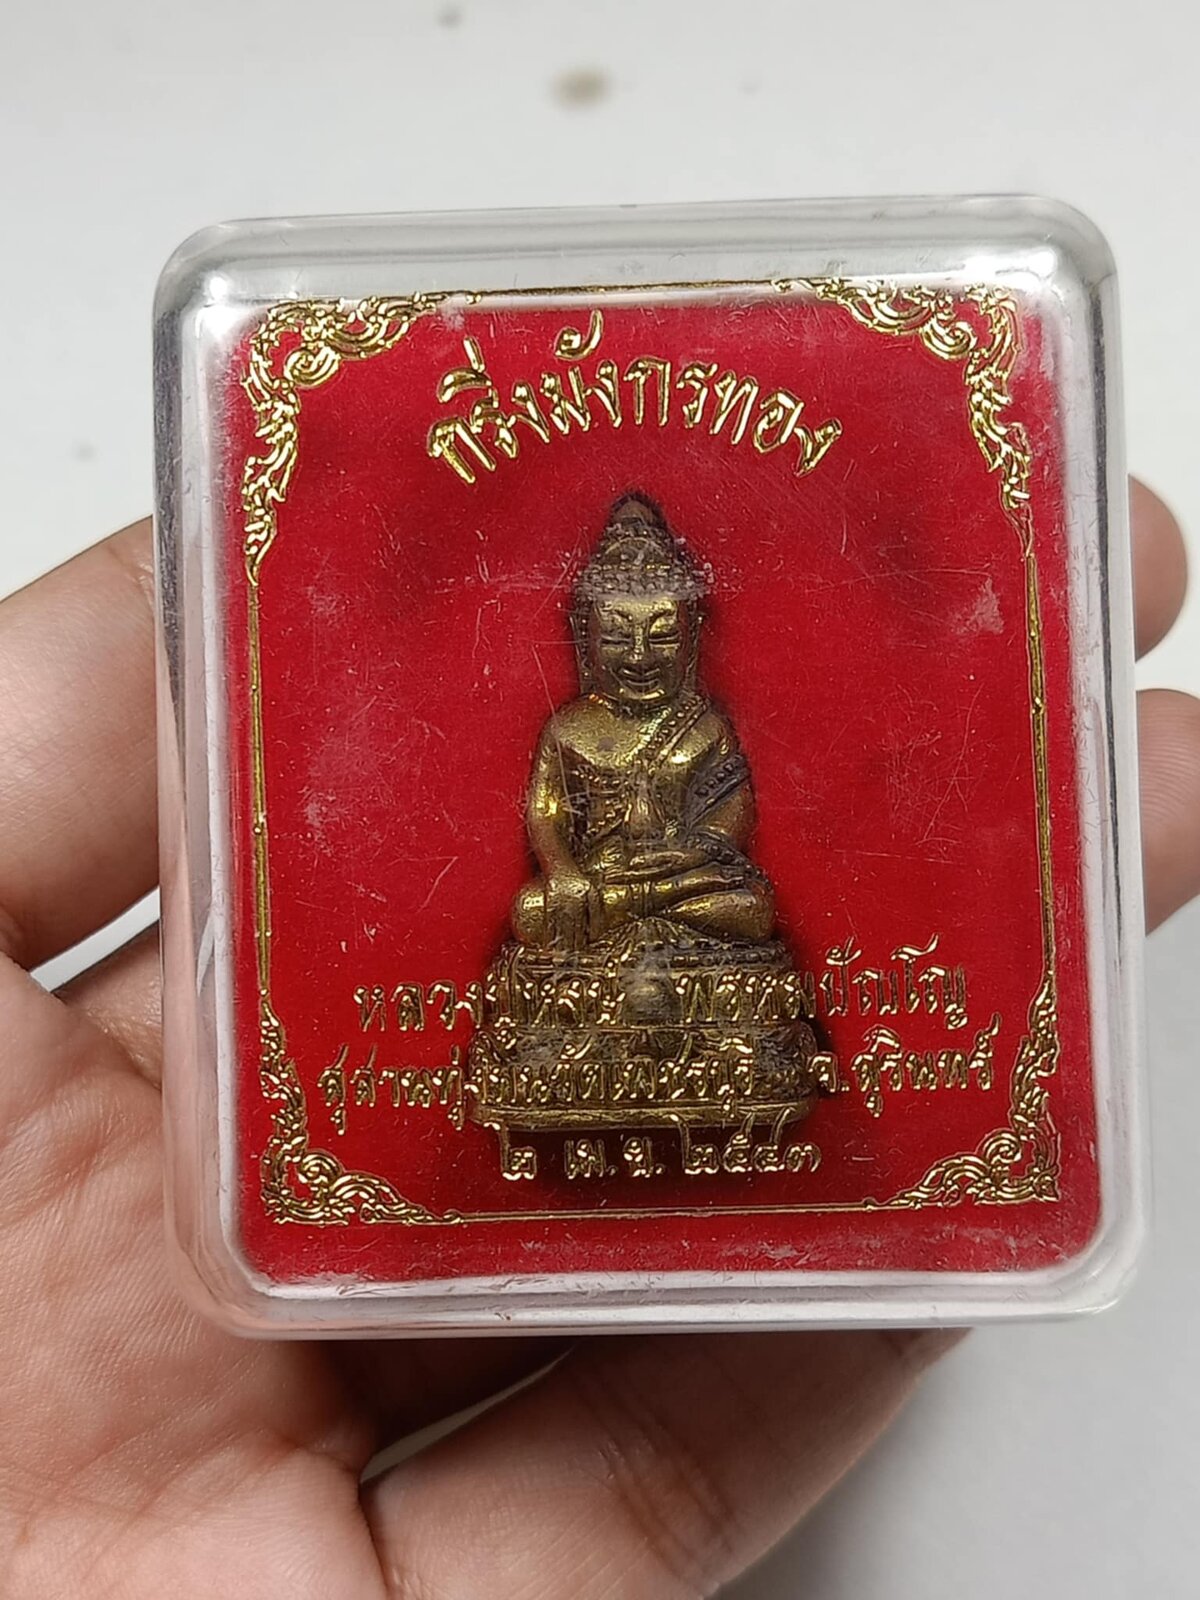 กริ่งมังกรทอง
หลวงปู่หงษ์ พรหมปัญโญ
สุสานทุ่งมนวัดเพชรบุรี จ.สุรินทร์
๒ เม.ย. ๒๕๔๓